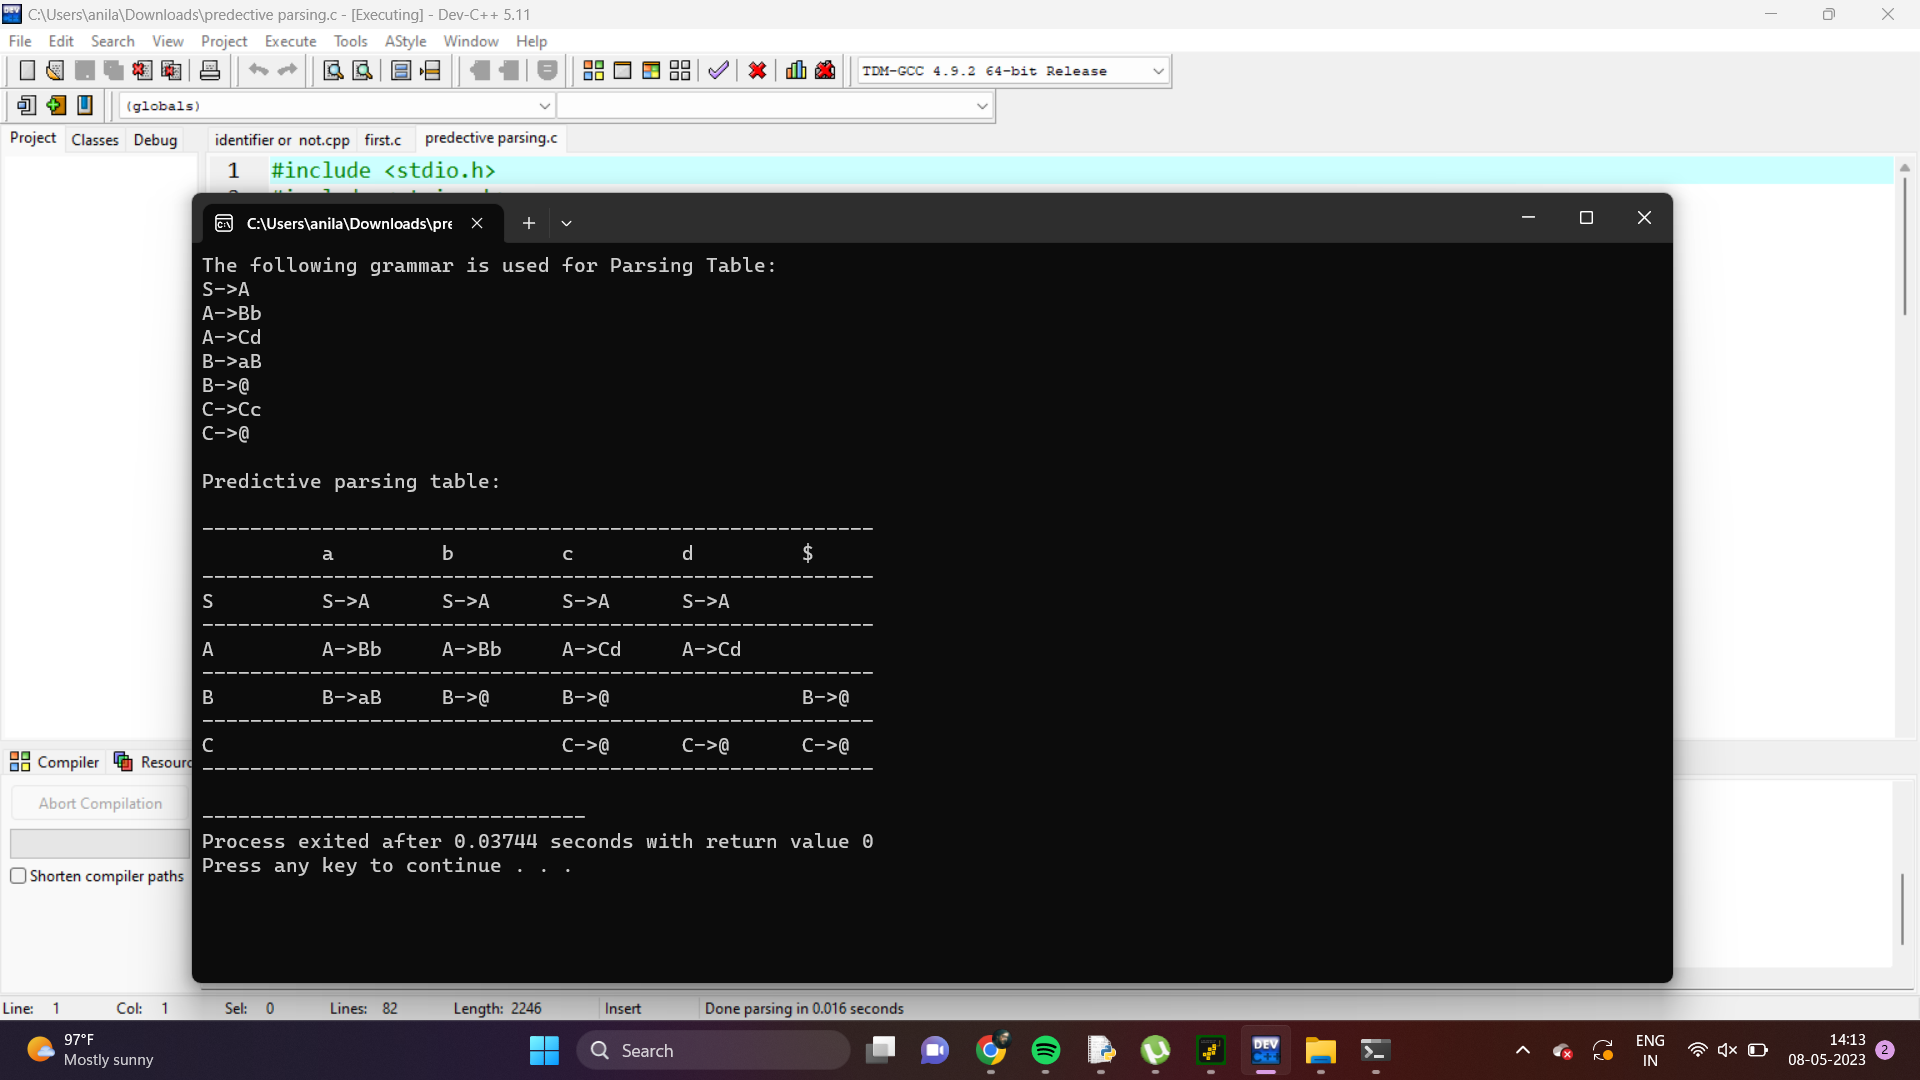 C:\Users\anila\Downloads\predective parsing.c - [Executing] - Dev-C++ 5.11
File Edit Search View Project Execute Tools AStyle Window Help
TDM-GCC 4.9.2 64-bit Release
(globals)
Project Classes Debug identifier or not.cpp first.c predective parsing.c
1 #include <stdio.h>
C:\Users\anila\Downloads\pre
The following grammar is used for Parsing Table:
S->A
A->Bb
A->Cd
B->aB
B->@
C->Cc
C->@
Predictive parsing table:
-------------------------------------------------------
a b c d $
-------------------------------------------------------
S S->A S->A S->A S->A
-------------------------------------------------------
A A->Bb A->Bb A->Cd A->Cd
-------------------------------------------------------
B B->aB B->@ B->@ B->@
-------------------------------------------------------
C C->@ C->@ C->@
-------------------------------------------------------
--------------------------------
Process exited after 0.03744 seconds with return value 0
Press any key to continue . . .
Compiler Resourc
Abort Compilation
Shorten compiler paths
Line: 1 Col: 1 Sel: 0 Lines: 82 Length: 2246 Insert Done parsing in 0.016 seconds
97°F
Mostly sunny
Search
DEV C++
ENG
IN
14:13
08-05-2023
2